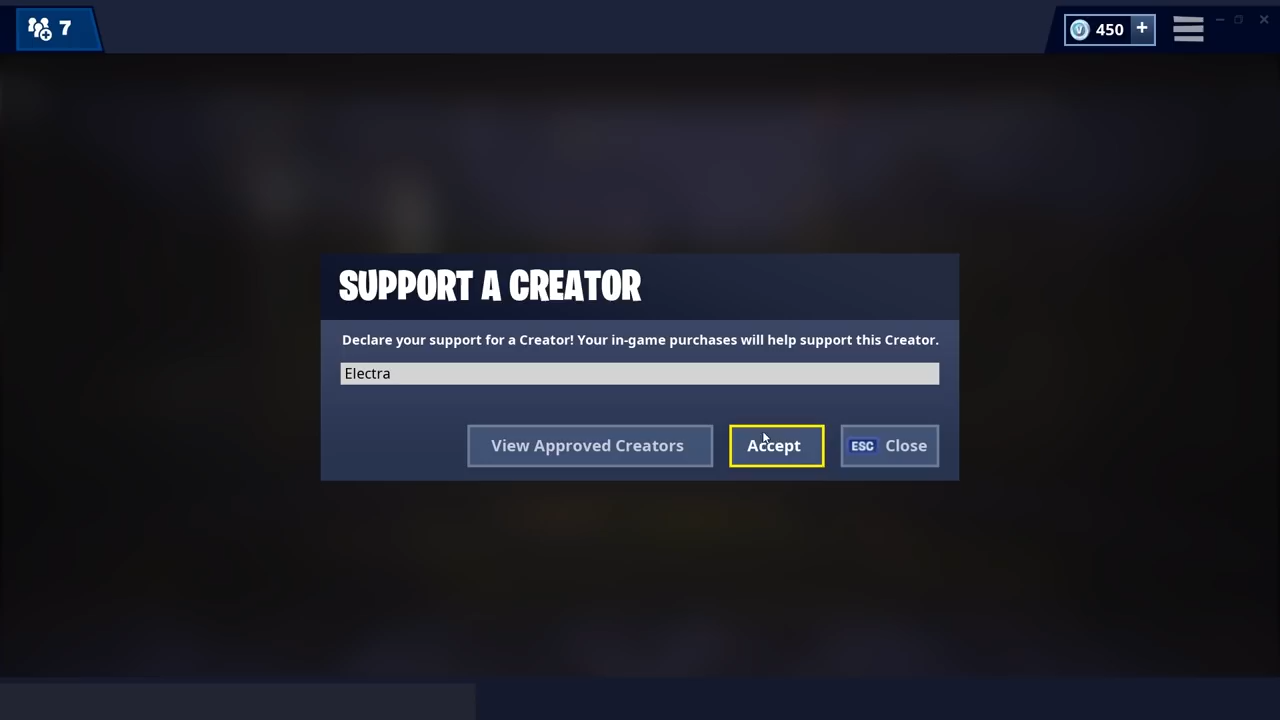 7
450 +
SUPPORT A CREATOR
Declare your support for a Creator! Your in-game purchases will help support this Creator.
Electra
View Approved Creators
Accept
ESC Close